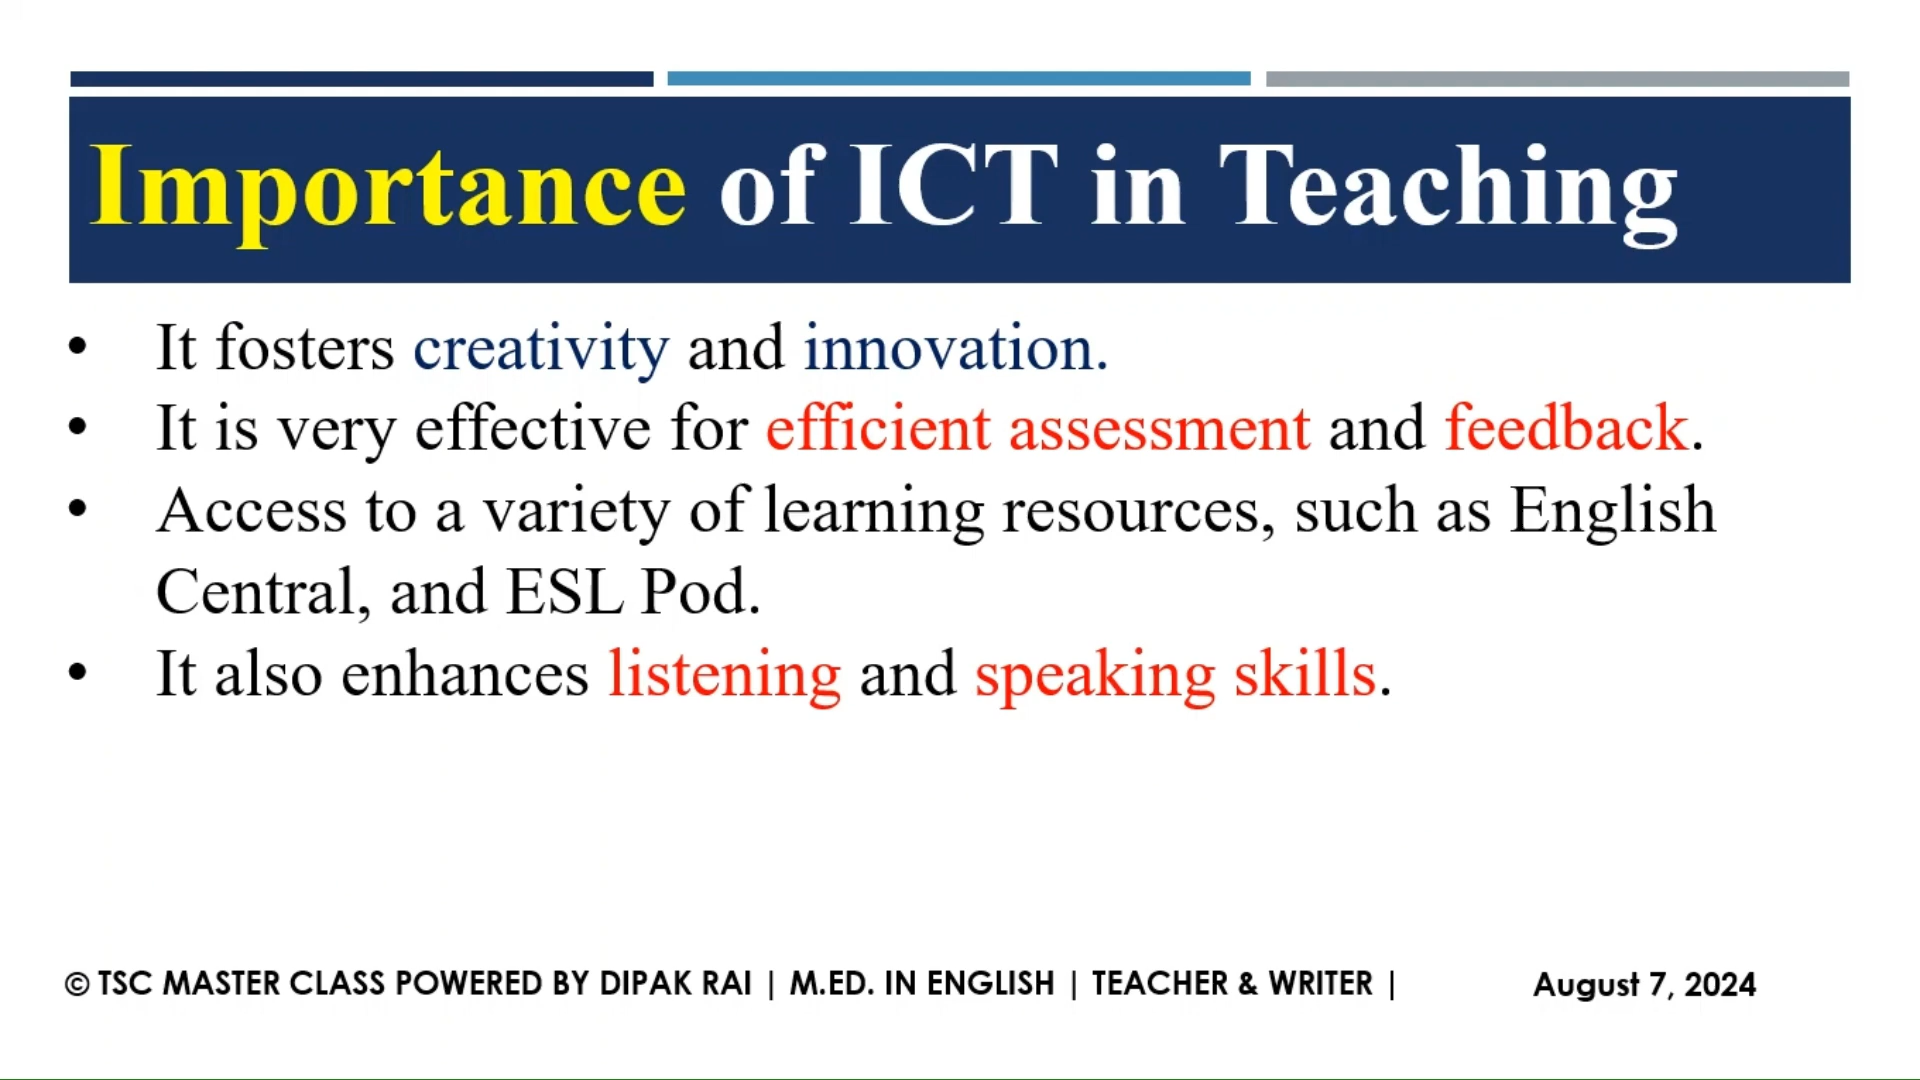 Importance of ICT in Teaching
• It fosters creativity and innovation.
• It is very effective for efficient assessment and feedback.
• Access to a variety of learning resources, such as English
Central, and ESL Pod.
• It also enhances listening and speaking skills.
© TSC MASTER CLASS POWERED BY DIPAK RAI | M.ED. IN ENGLISH | TEACHER & WRITER | August 7, 2024